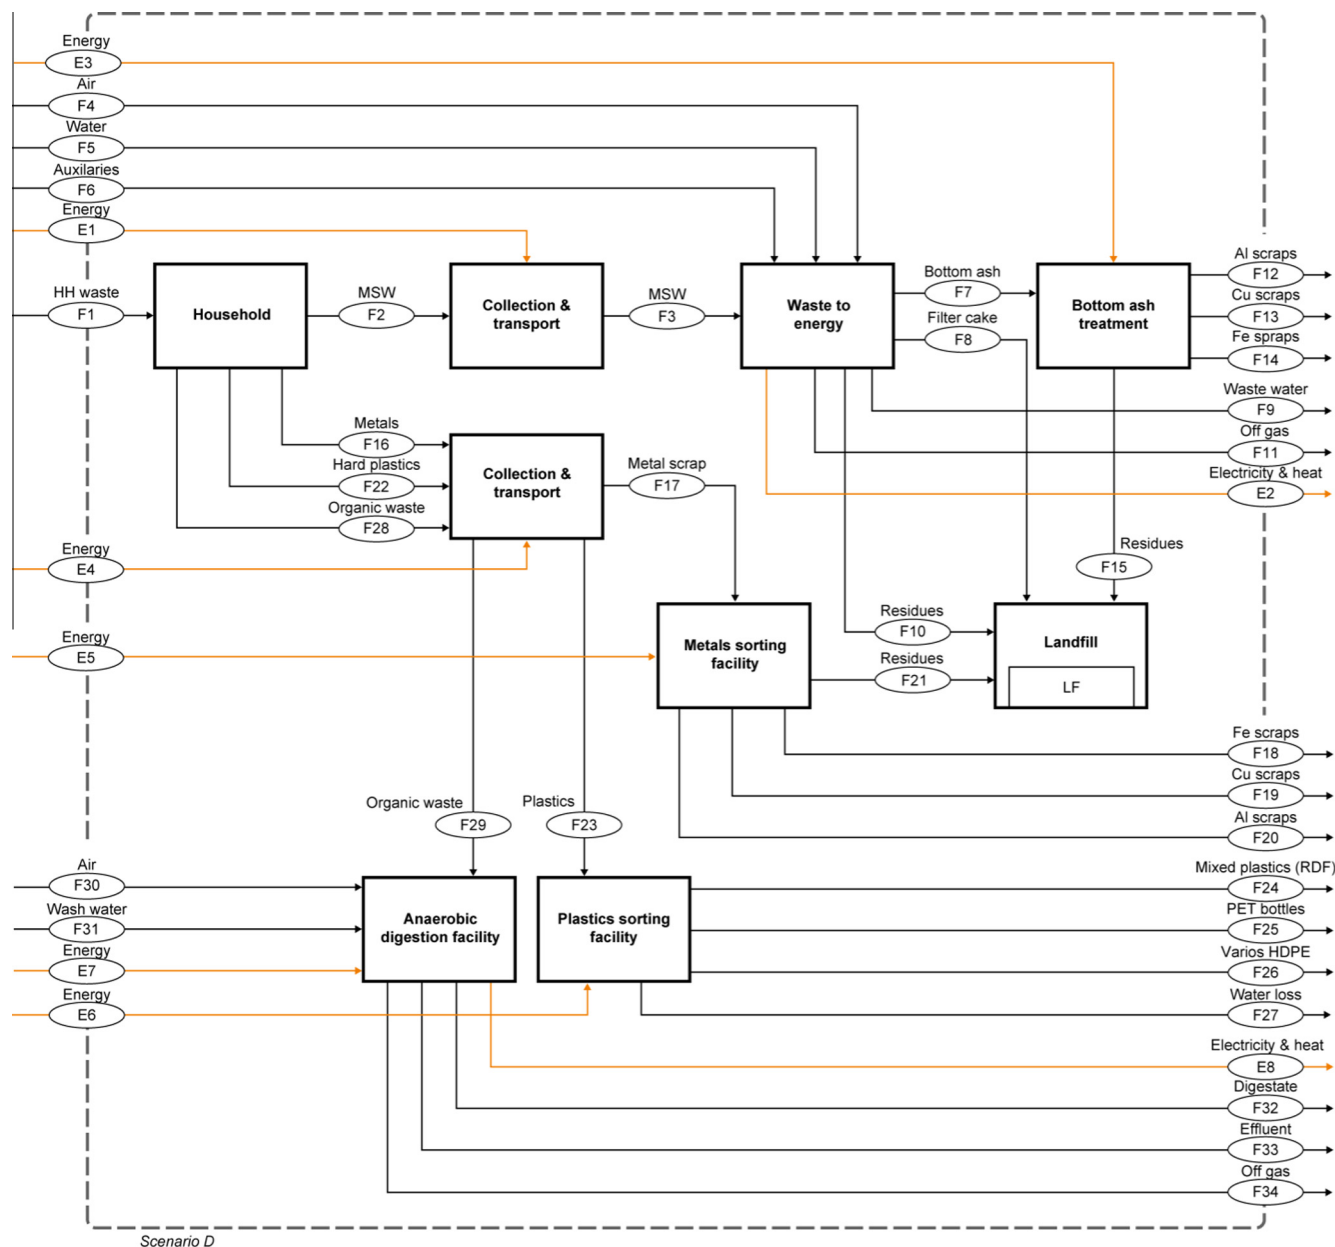 Energy
E3
Air
F4
Water
F5
Auxilaries
F6
Energy
E1
HH waste
F1
Household
MSW
F2
Collection &
transport
MSW
F3
Waste to
energy
Bottom ash
F7
Filter cake
F8
Bottom ash
treatment
Al scraps
F12
Cu scraps
F13
Fe spraps
F14
Waste water
F9
Off gas
F11
Electricity & heat
E2
Metals
F16
Hard plastics
F22
Organic waste
F28
Collection &
transport
Metal scrap
F17
Energy
E4
Residues
F15
Energy
E5
Metals sorting
facility
Residues
F10
Residues
F21
Landfill
LF
Fe scraps
F18
Cu scraps
F19
Al scraps
F20
Organic waste
F29
Plastics
F23
Air
F30
Wash water
F31
Energy
E7
Energy
E6
Anaerobic
digestion facility
Plastics sorting
facility
Mixed plastics (RDF)
F24
PET bottles
F25
Varios HDPE
F26
Water loss
F27
Electricity & heat
E8
Digestate
F32
Effluent
F33
Off gas
F34
Scenario D